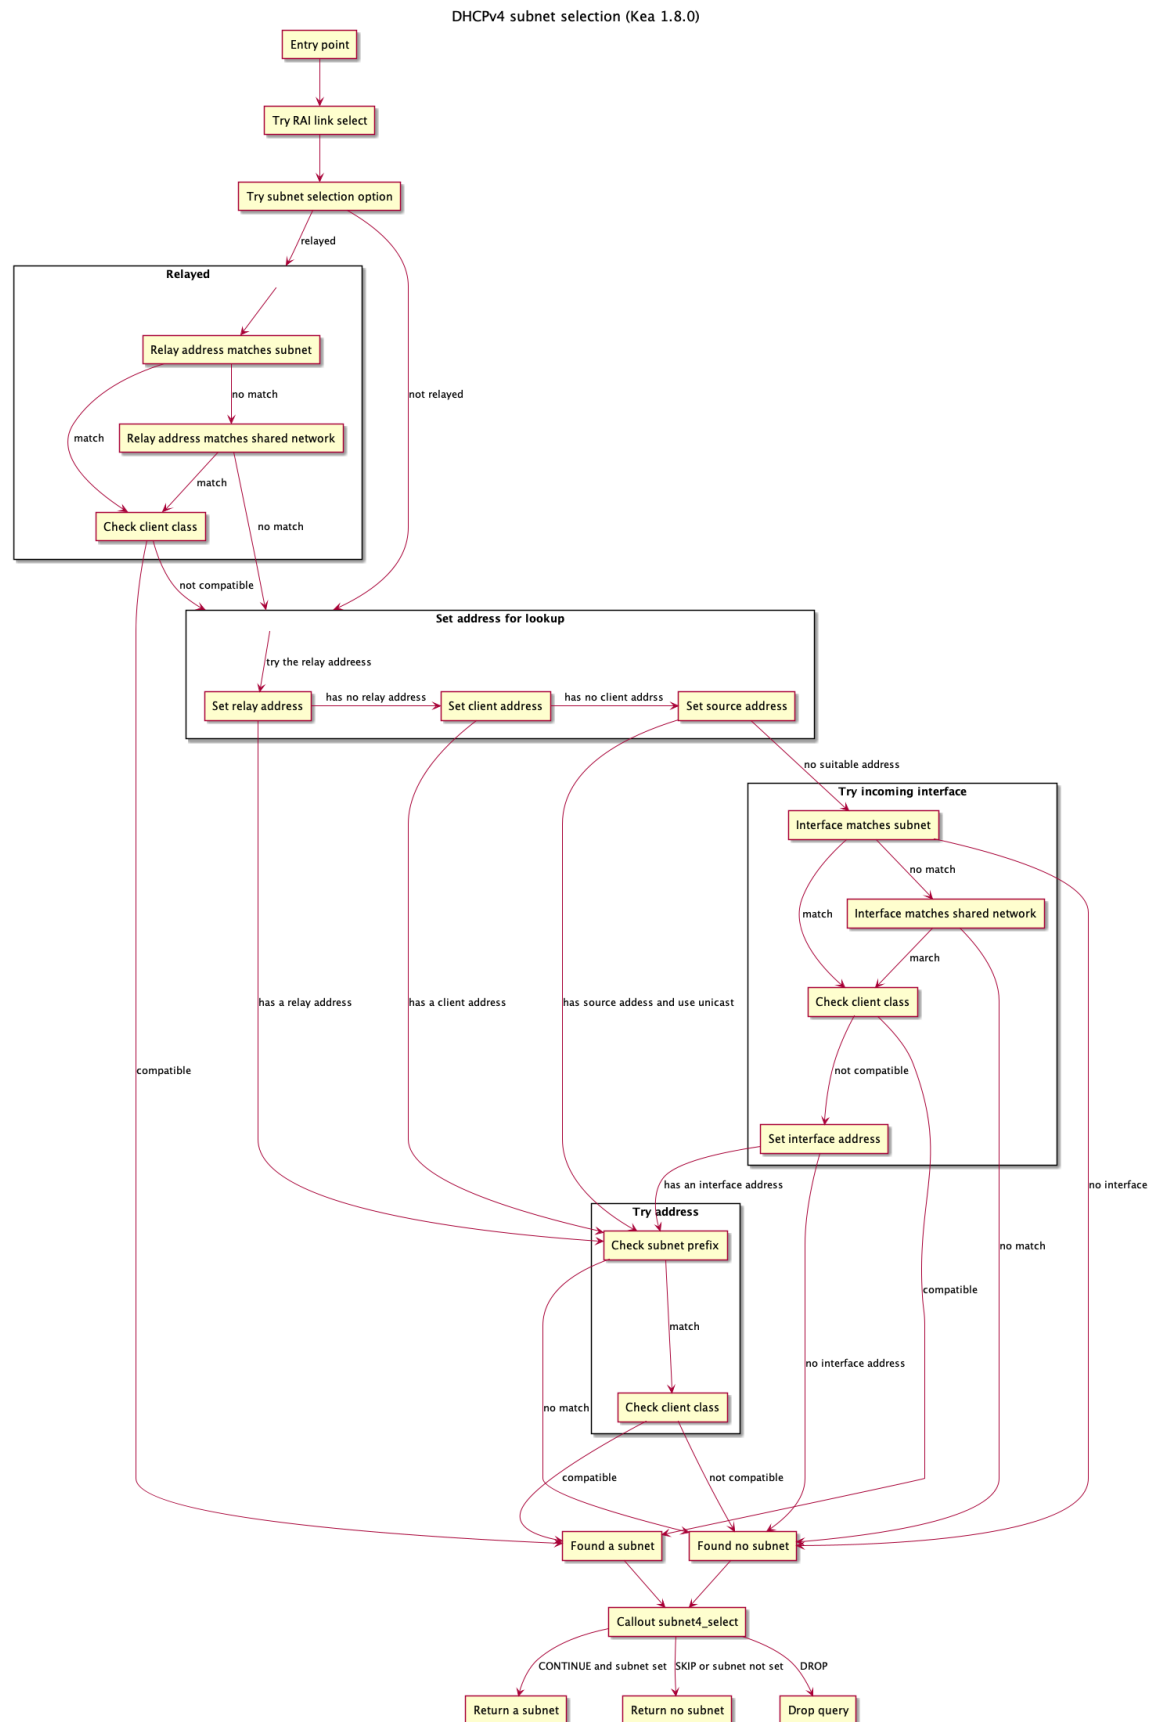 DHCPv4 subnet selection (Kea 1.8.0)
Entry point
Try RAI link select
Try subnet selection option
relayed
Relayed
Relay address matches subnet
no match
not relayed
match
Relay address matches shared network
match
no match
Check client class
not compatible
Set address for lookup
try the relay addreess
Set relay address
has no relay address
Set client address
has no client addrss
Set source address
no suitable address
Try incoming interface
Interface matches subnet
no match
match
Interface matches shared network
march
Check client class
has a relay address
has a client address
has source addess and use unicast
compatible
not compatible
Set interface address
has an interface address
no interface
Try address
Check subnet prefix
no match
compatible
match
no interface address
no match
Check client class
compatible
not compatible
Found a subnet
Found no subnet
Callout subnet4_select
CONTINUE and subnet set
SKIP or subnet not set
DROP
Return a subnet
Return no subnet
Drop query